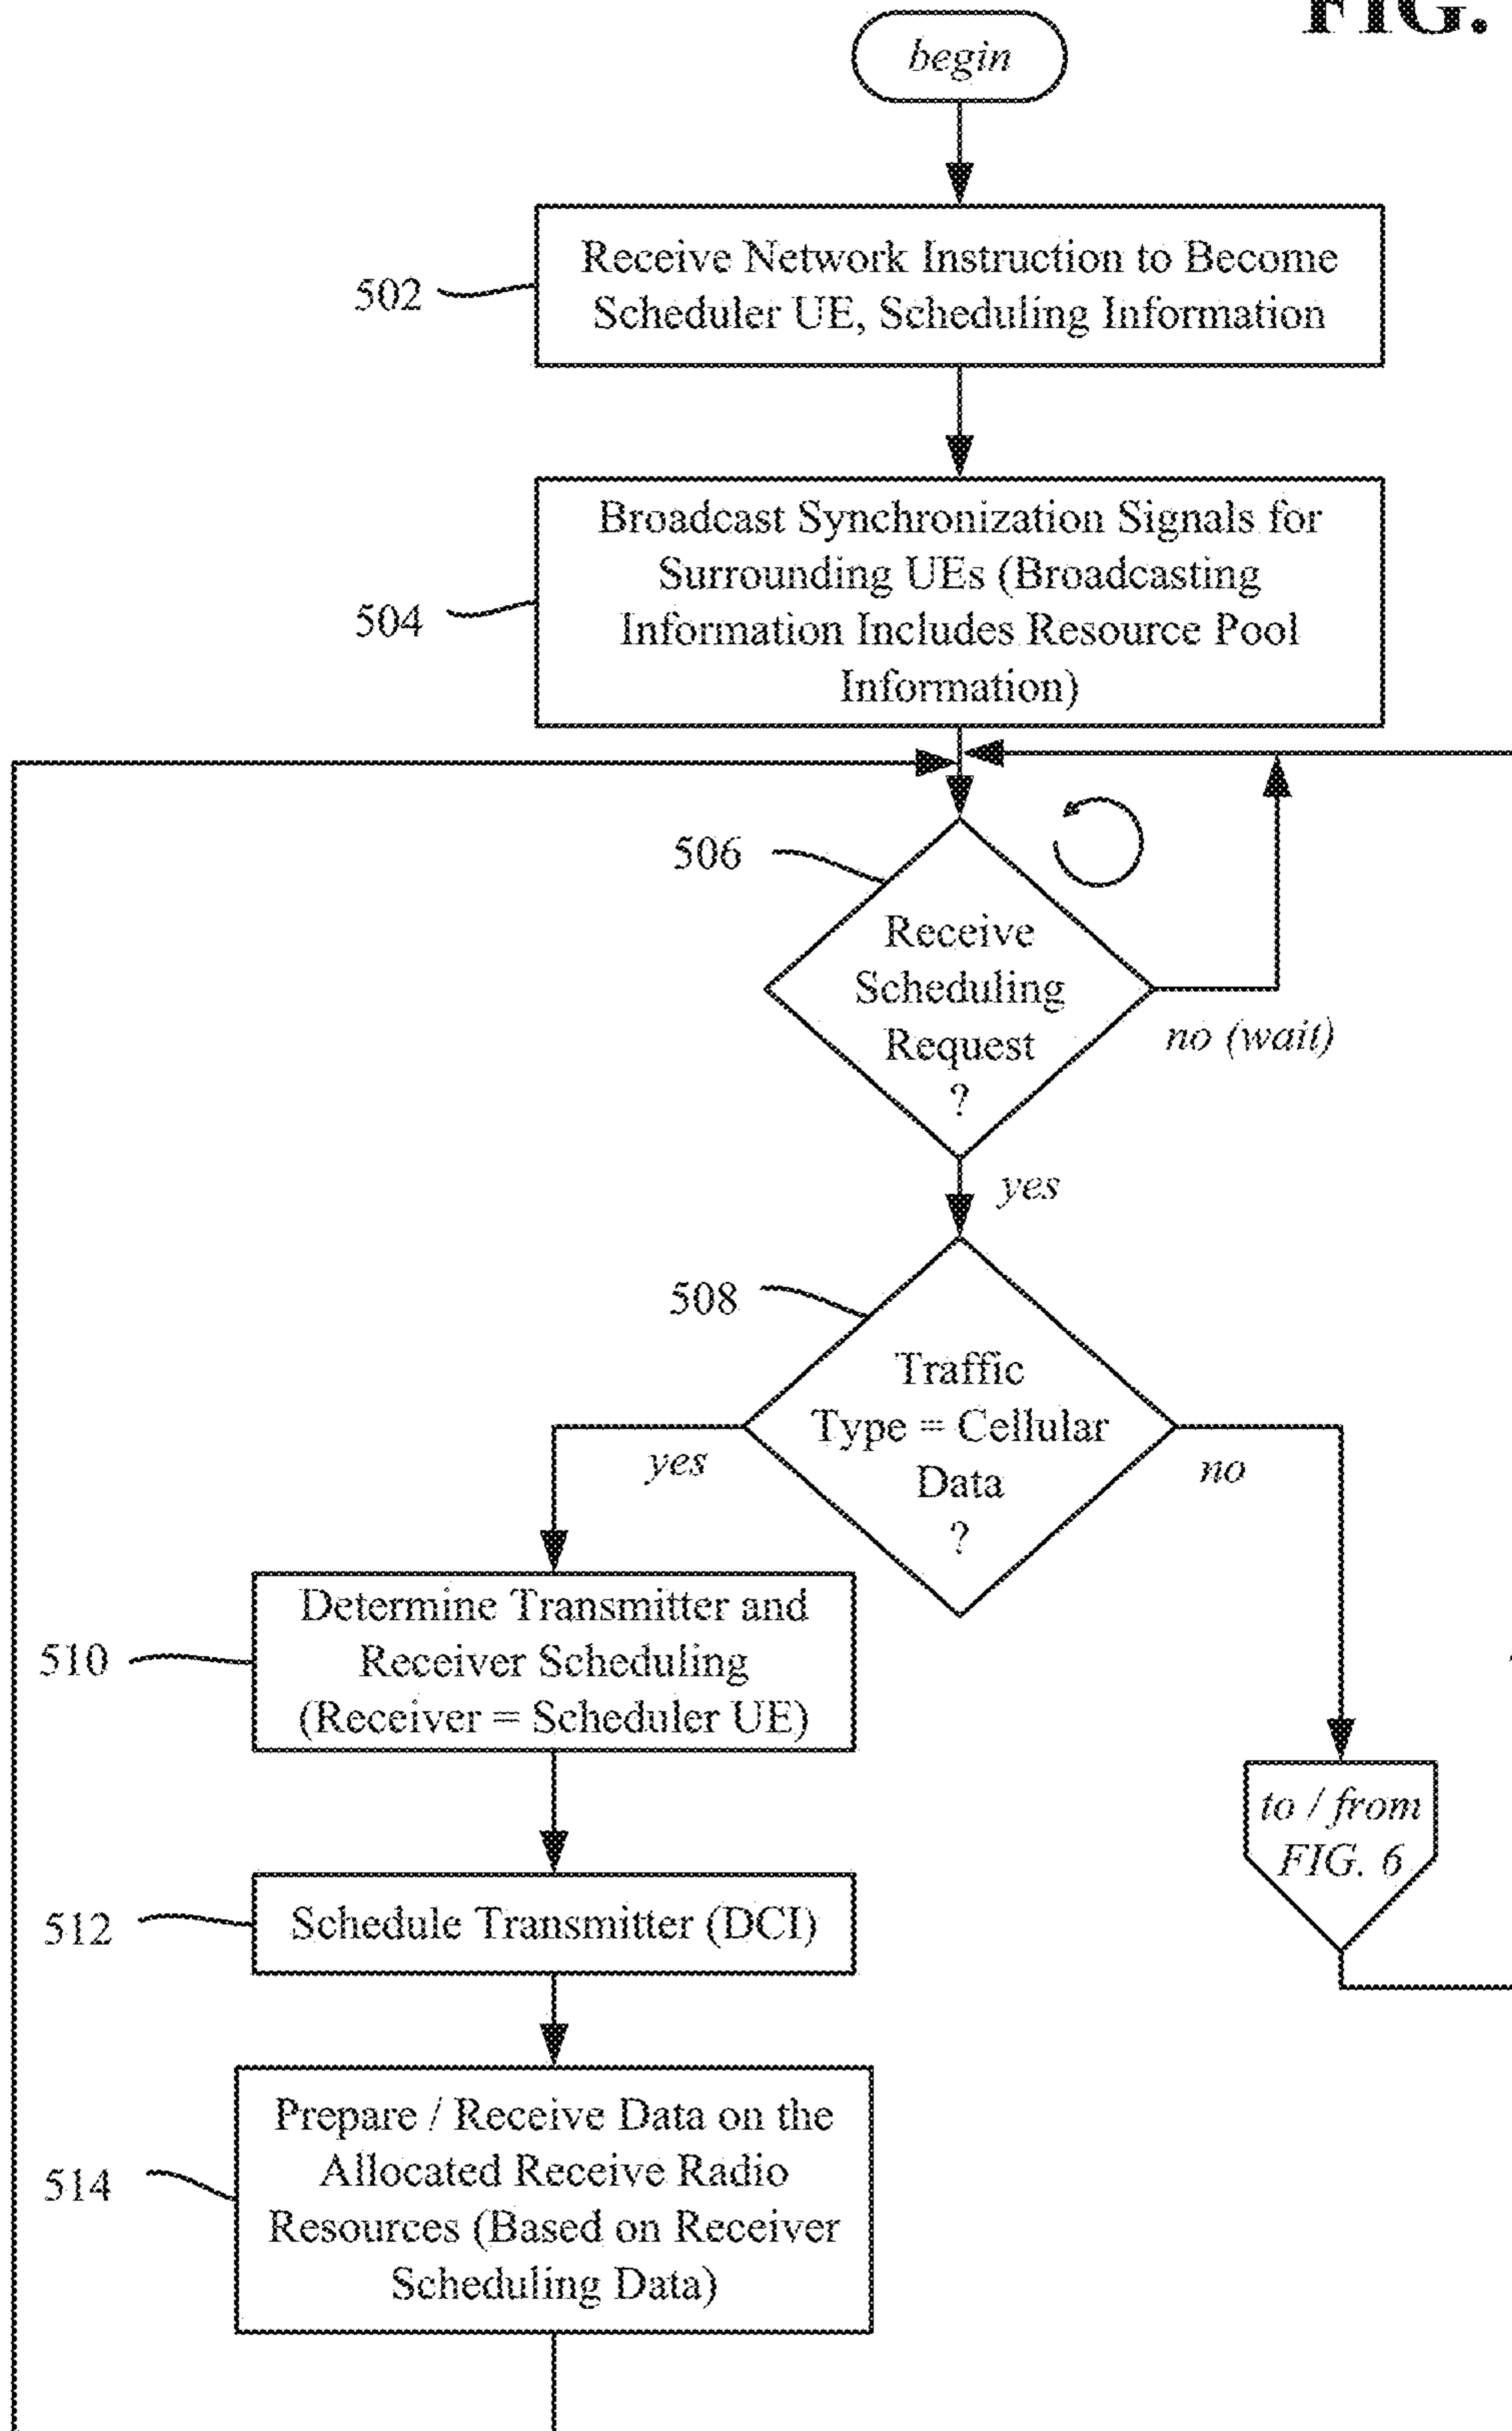 FIG.
begin
502
Receive Network Instruction to Become
Scheduler UE, Scheduling Information
504
Broadcast Synchronization Signals for
Surrounding UEs (Broadcasting
Information Includes Resource Pool
Information)
506
Receive
Scheduling
Request
?
no (wait)
yes
508
Traffic
Type = Cellular
Data
?
yes
no
510
Determine Transmitter and
Receiver Scheduling
(Receiver = Scheduler UE)
to / from
FIG. 6
512
Schedule Transmitter (DCI)
514
Prepare / Receive Data on the
Allocated Receive Radio
Resources (Based on Receiver
Scheduling Data)